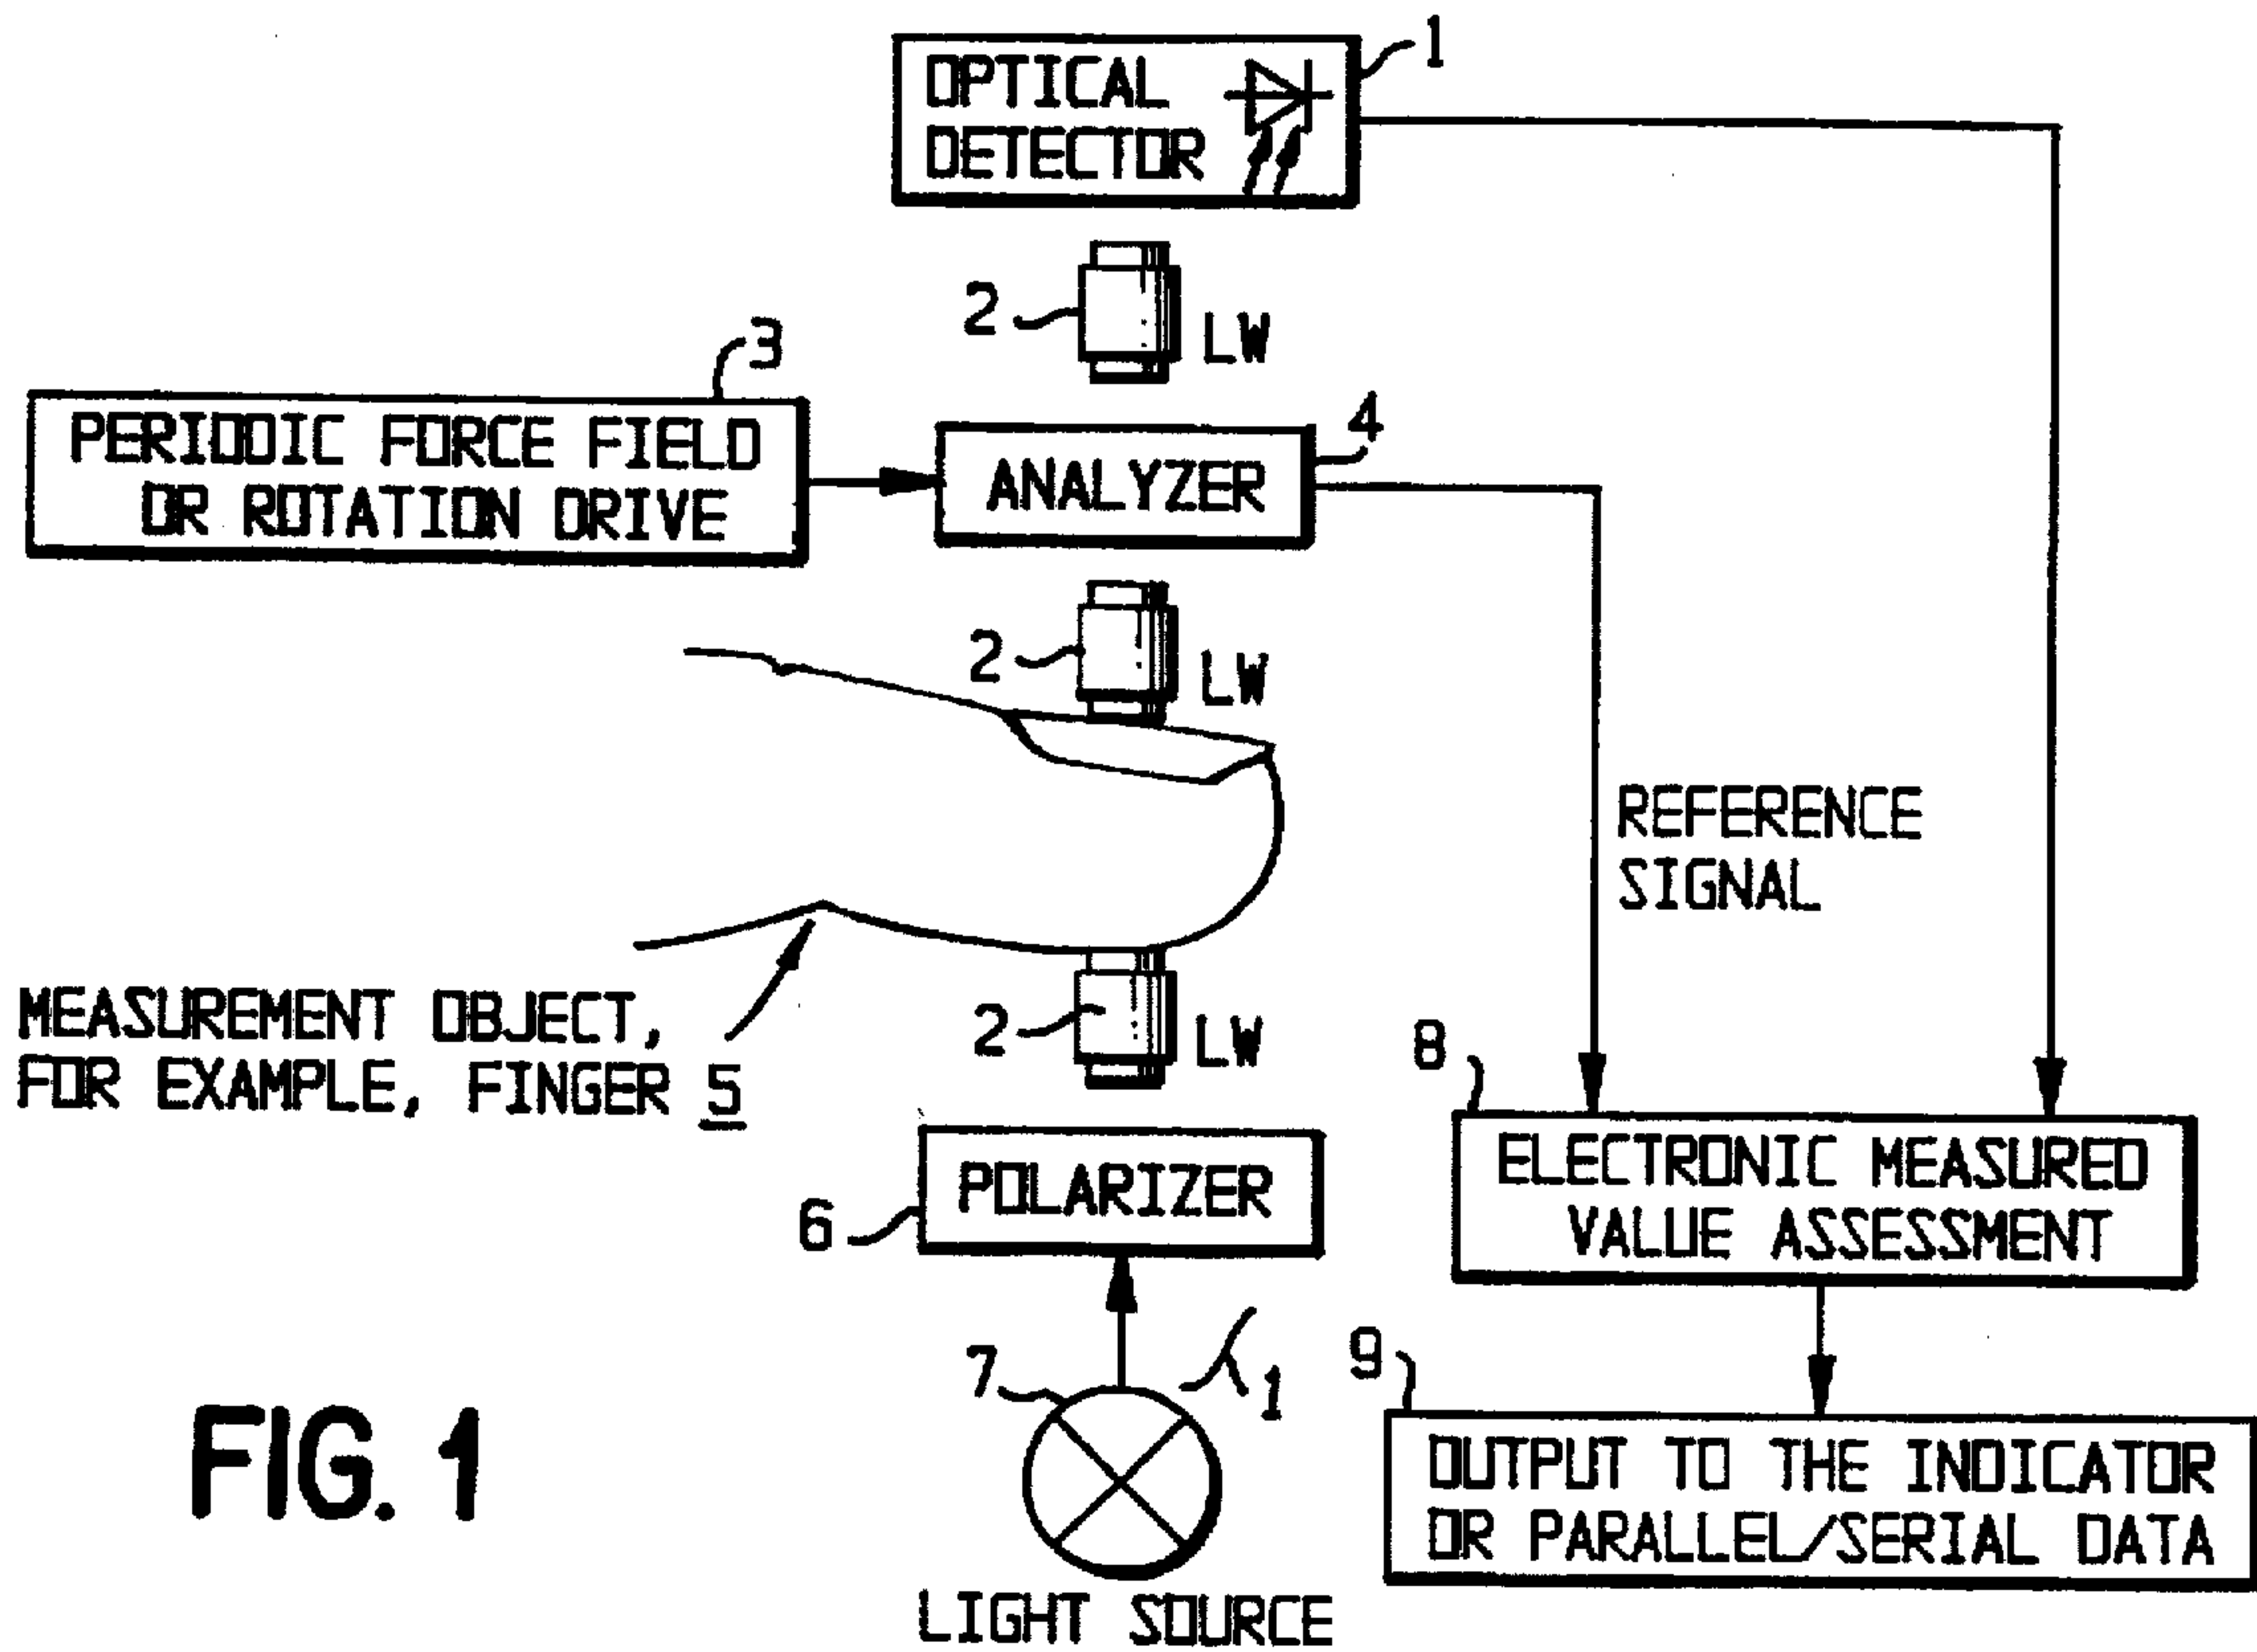 OPTICAL
DETECTOR
1
2
LW
3
PERIODIC FORCE FIELD
OR ROTATION DRIVE
4
ANALYZER
2
LW
REFERENCE
SIGNAL
MEASUREMENT OBJECT,
FOR EXAMPLE, FINGER 5
2
LW
8
POLARIZER
6
ELECTRONIC MEASURED
VALUE ASSESSMENT
7
λ1
9
OUTPUT TO THE INDICATOR
OR PARALLEL/SERIAL DATA
LIGHT SOURCE
FIG. 1